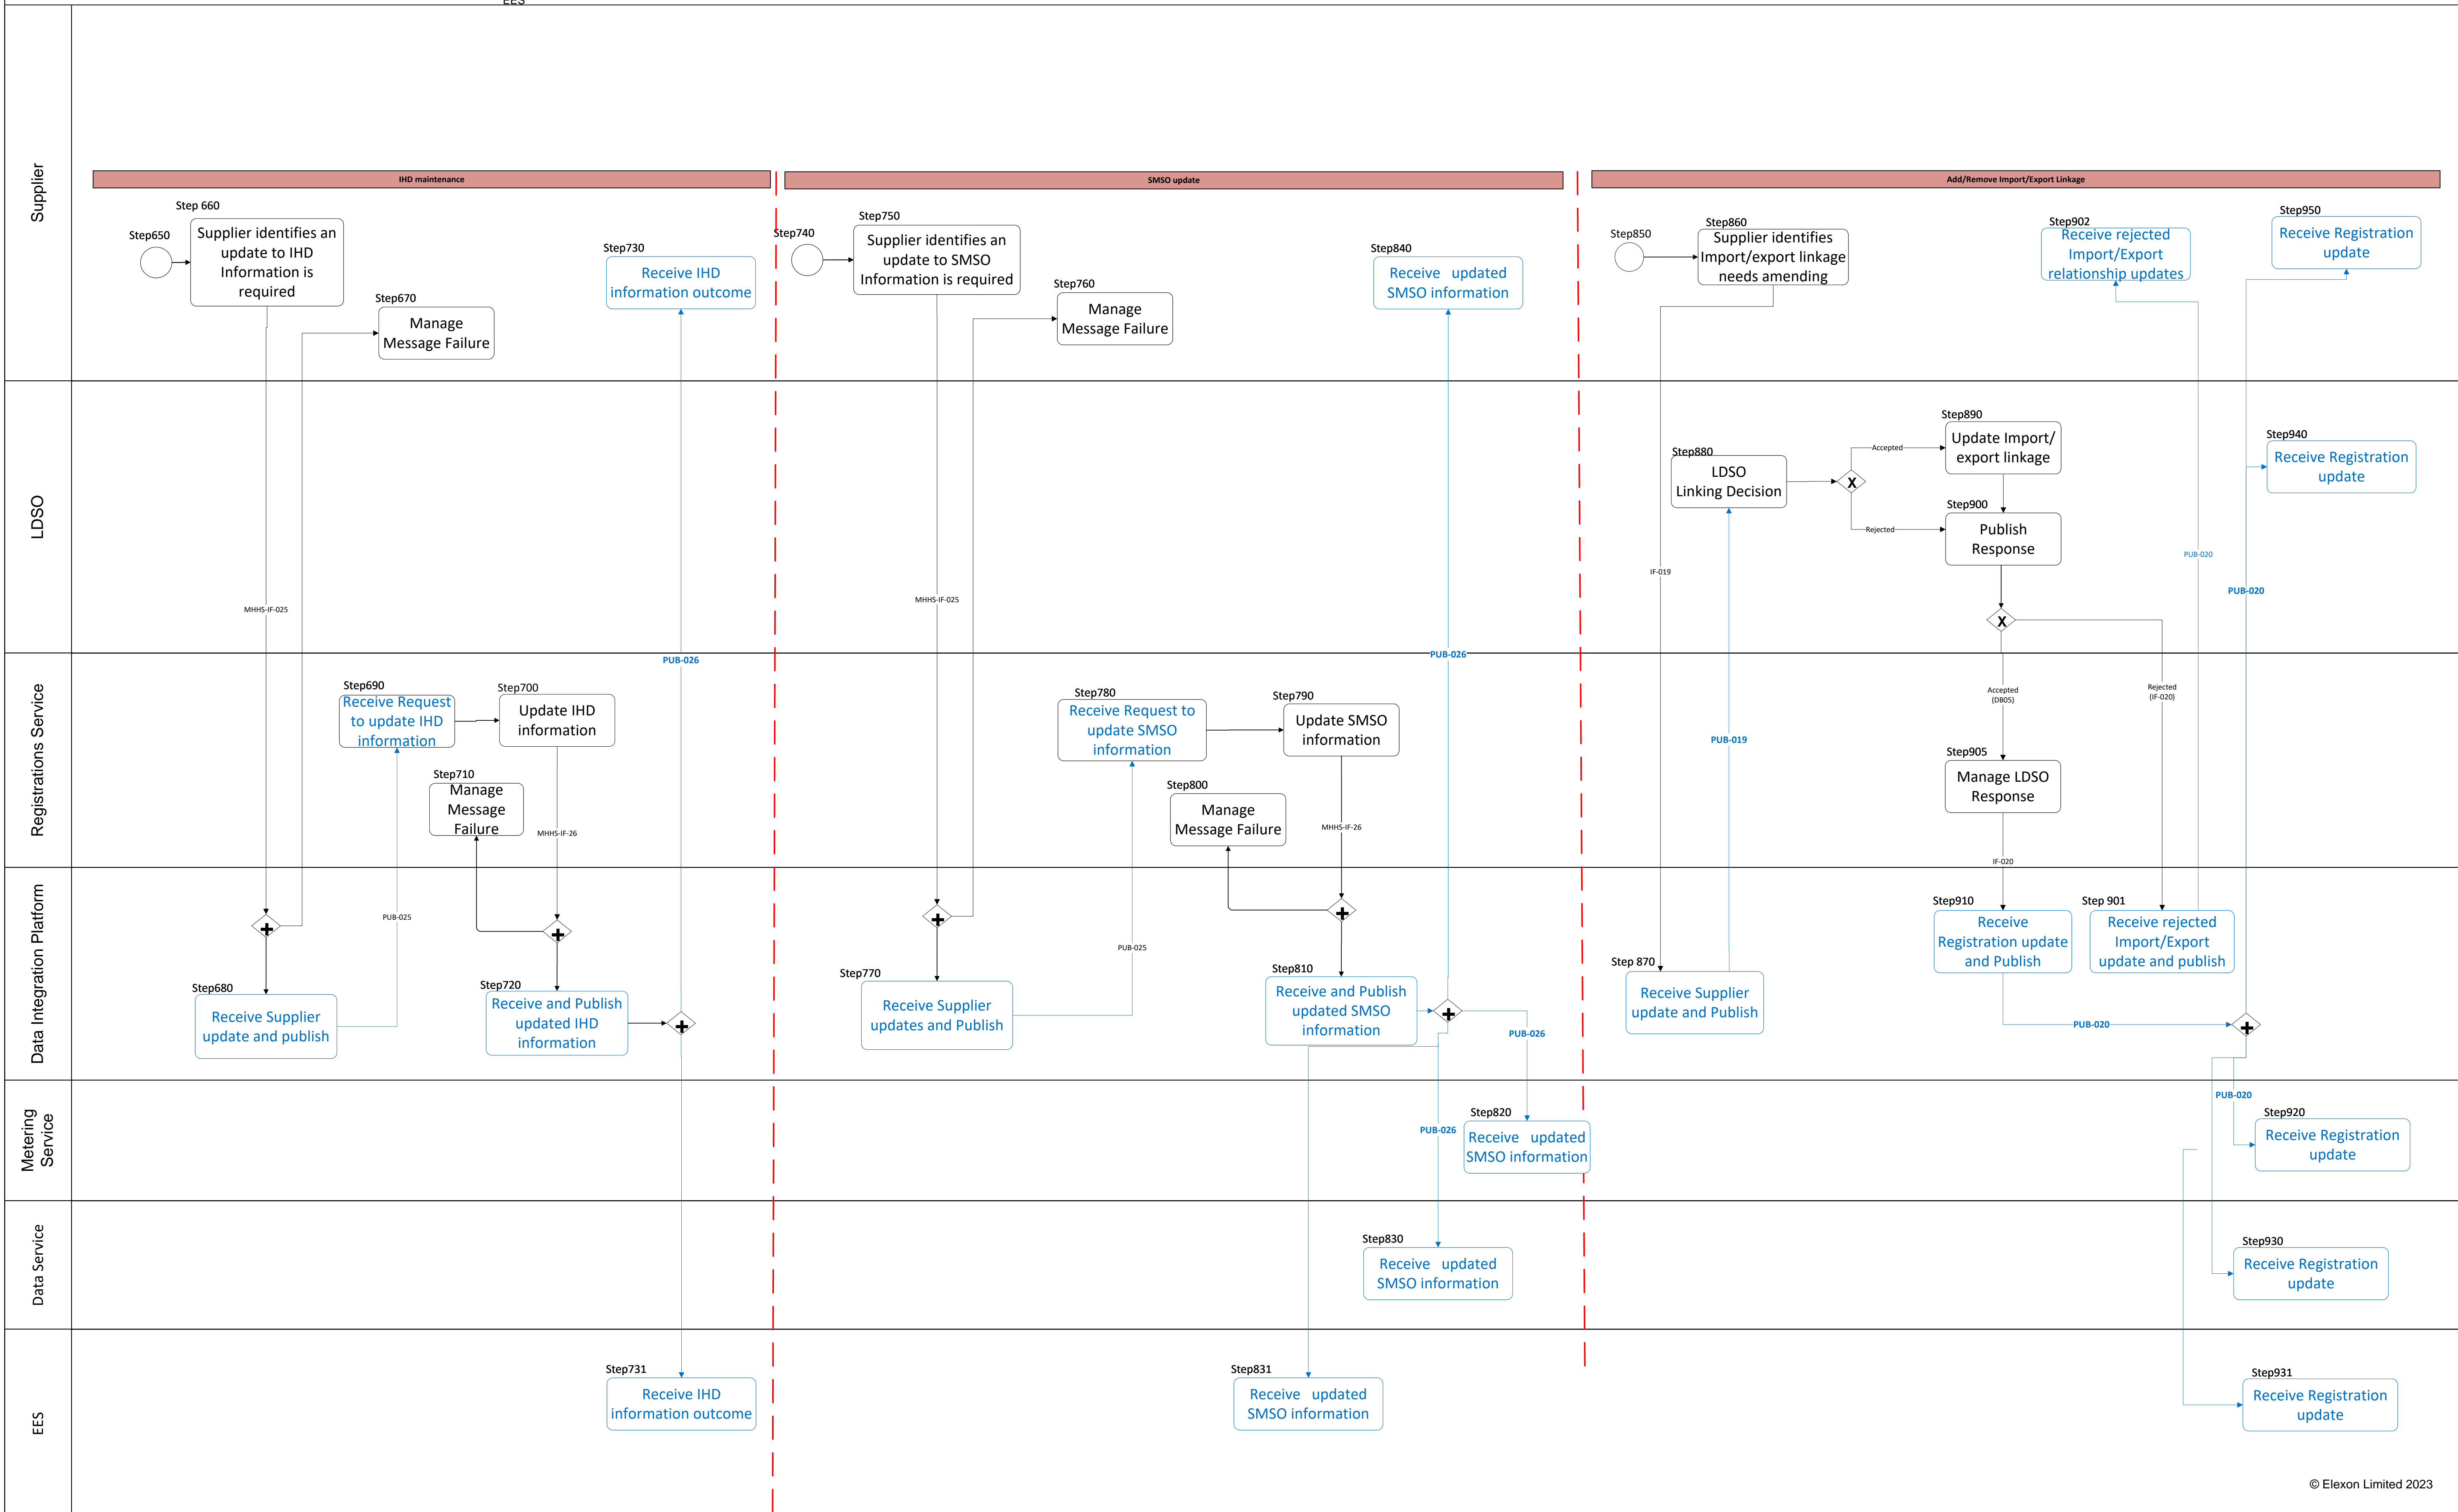 EES
Supplier
IHD maintenance
SMSO update
Add/Remove Import/Export Linkage
Step650
Step 660
Supplier identifies an
update to IHD
Information is
required
Step670
Manage
Message Failure
Step730
Receive IHD
information outcome
Step740
Step750
Supplier identifies an
update to SMSO
Information is required
Step760
Manage
Message Failure
Step840
Receive updated
SMSO information
Step850
Step860
Supplier identifies
Import/export linkage
needs amending
Step902
Receive rejected
Import/Export
relationship updates
Step950
Receive Registration
update
LDSO
MHHS-IF-025
MHHS-IF-025
IF-019
Step880
LDSO
Linking Decision
X
Accepted
Rejected
Step890
Update Import/
export linkage
Step900
Publish
Response
X
PUB-020
Step940
Receive Registration
update
PUB-020
Registrations Service
PUB-026
Step690
Receive Request
to update IHD
information
Step700
Update IHD
information
Step710
Manage
Message
Failure
MHHS-IF-26
PUB-026
Step780
Receive Request to
update SMSO
information
Step790
Update SMSO
information
Step800
Manage
Message Failure
MHHS-IF-26
PUB-019
Accepted
(DB05)
Rejected
(IF-020)
Step905
Manage LDSO
Response
IF-020
Data Integration Platform
PUB-025
Step680
Receive Supplier
update and publish
Step720
Receive and Publish
updated IHD
information
PUB-025
Step770
Receive Supplier
updates and Publish
Step810
Receive and Publish
updated SMSO
information
PUB-026
Step 870
Receive Supplier
update and Publish
Step910
Receive
Registration update
and Publish
Step 901
Receive rejected
Import/Export
update and publish
PUB-020
Metering
Service
PUB-026
Step820
Receive updated
SMSO information
PUB-020
Step920
Receive Registration
update
Data Service
Step830
Receive updated
SMSO information
Step930
Receive Registration
update
EES
Step731
Receive IHD
information outcome
Step831
Receive updated
SMSO information
Step931
Receive Registration
update
© Elexon Limited 2023